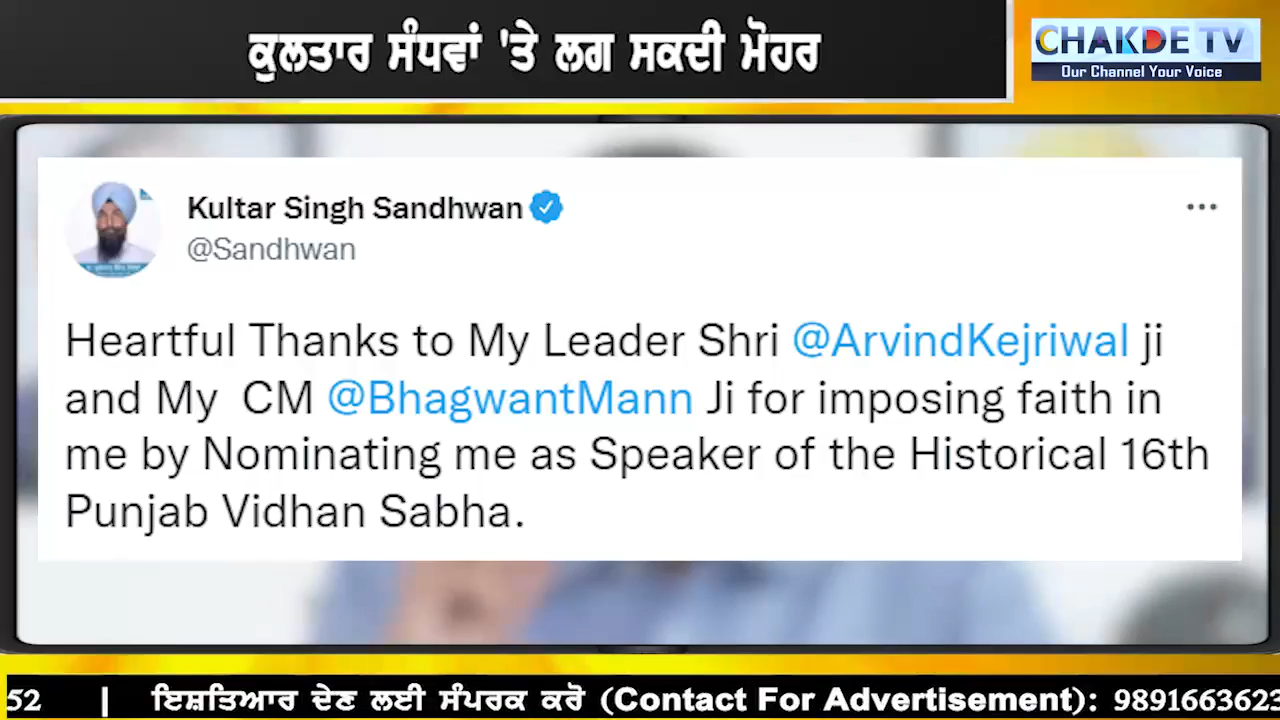 ਕੁਲਤਾਰ ਸੰਧਵਾਂ 'ਤੇ ਲਗ ਸਕਦੀ ਮੋਹਰ
CHAKDE TV
Our Channel Your Voice
Kultar Singh Sandhwan
@Sandhwan
Heartful Thanks to My Leader Shri @ArvindKejriwal ji
and My CM @BhagwantMann Ji for imposing faith in
me by Nominating me as Speaker of the Historical 16th
Punjab Vidhan Sabha.
52 | ਇਸ਼ਤਿਆਰ ਦੇਣ ਲਈ ਸੰਪਰਕ ਕਰੋ (Contact For Advertisement): 9891663623